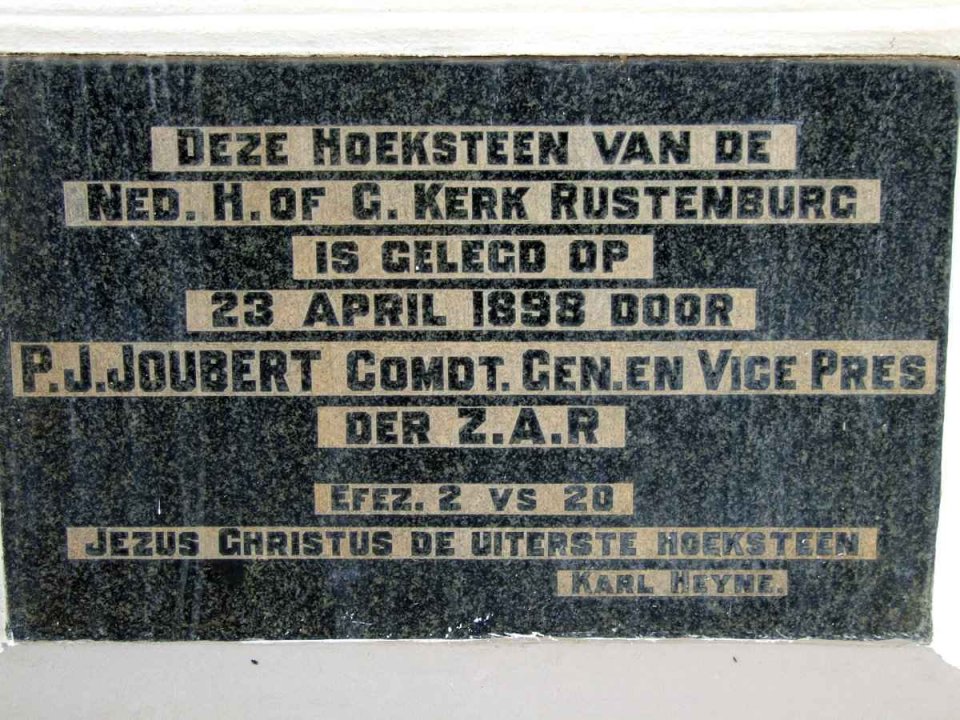 DEZE HOEKSTEEN VAN DE
NED. H. OF G. KERK RUSTENBURG
IS GELEGD OP
23 APRIL 1898 DOOR
P.J. JOUBERT COMDT. GEN. EN VICE PRES
DER Z.A.R
EFEZ. 2 VS 20
JEZUS CHRISTUS DE UITERSTE HOEKSTEEN
KARL HEYNE.